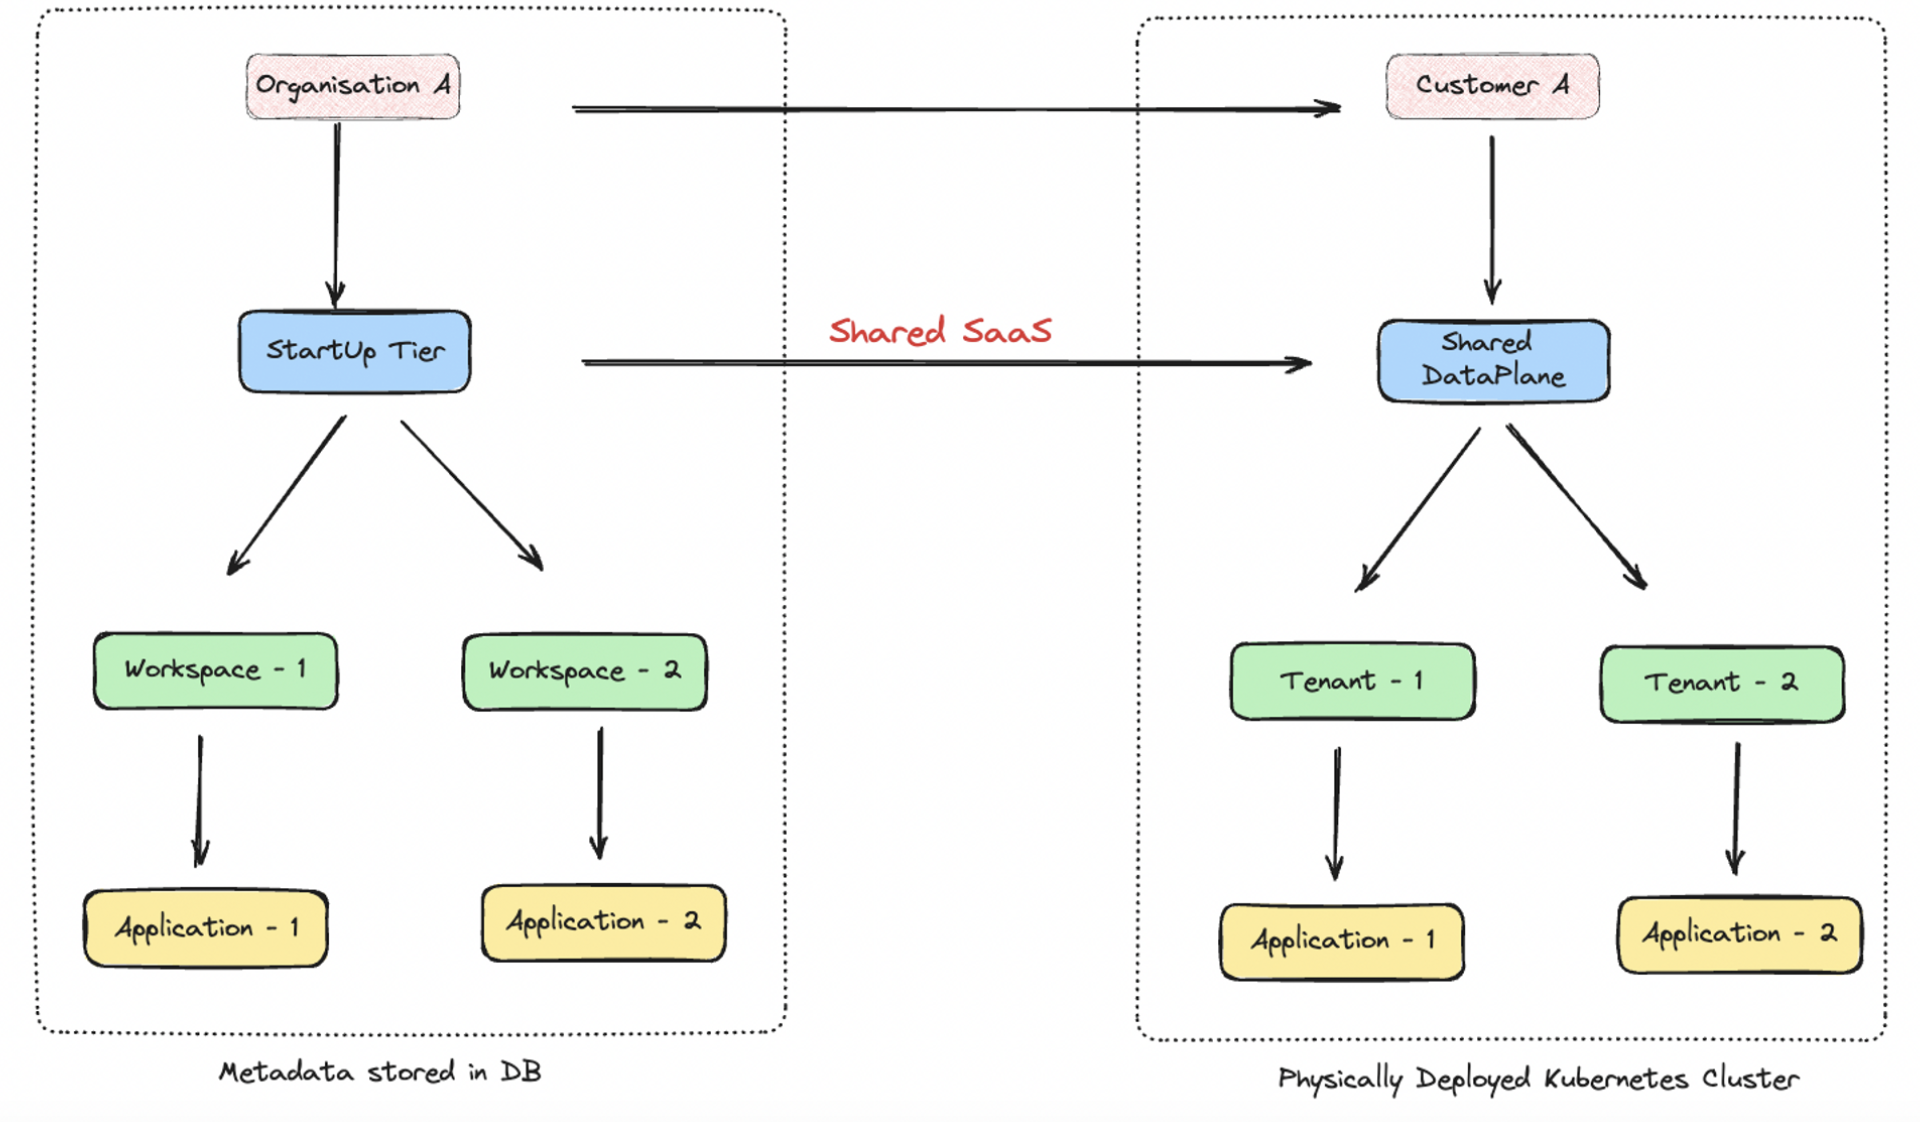 Organisation A
Customer A
StartUp Tier
Shared SaaS
Shared
DataPlane
Workspace - 1
Workspace - 2
Tenant - 1
Tenant - 2
Application - 1
Application - 2
Application - 1
Application - 2
Metadata stored in DB
Physically Deployed Kubernetes Cluster